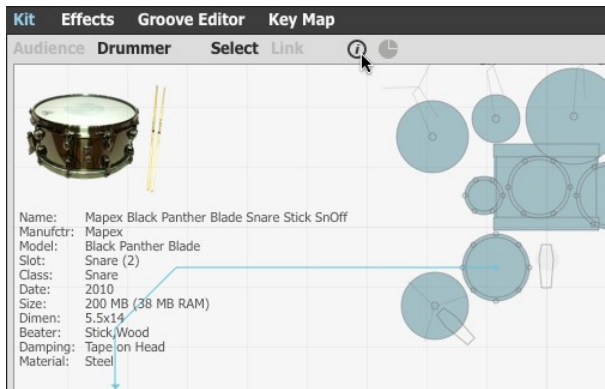 Kit Effects Groove Editor Key Map
Audience Drummer Select Link i
Name: Mapex Black Panther Blade Snare Stick SnOff
Manufctr: Mapex
Model: Black Panther Blade
Slot: Snare (2)
Class: Snare
Date: 2010
Size: 200 MB (38 MB RAM)
Dimen: 5.5x14
Beater: Stick,Wood
Damping: Tape on Head
Material: Steel